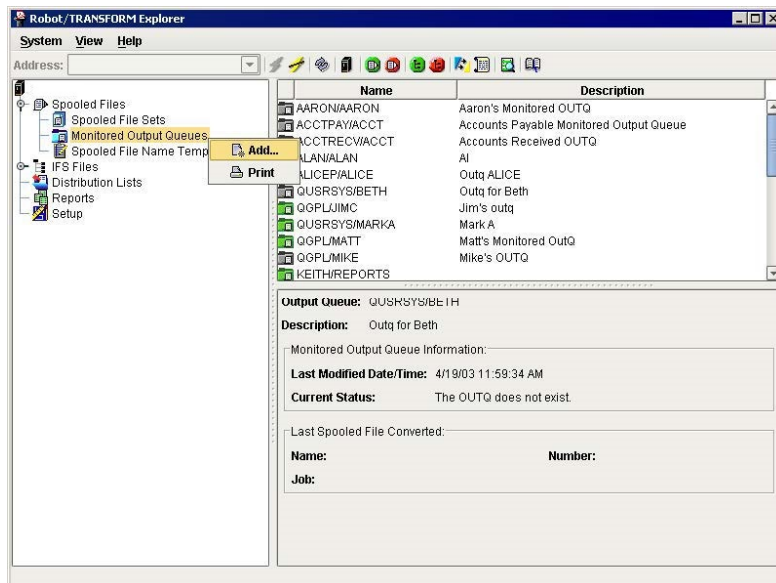 Robot/TRANSFORM Explorer
System View Help
Address:
Spooled Files
Spooled File Sets
Monitored Output Queues
Spooled File Name Temp
IFS Files
Distribution Lists
Reports
Setup
Add...
Print
Name Description
AARON/AARON Aaron's Monitored OUTQ
ACCTPAY/ACCT Accounts Payable Monitored Output Queue
ACCTRECV/ACCT Accounts Received OUTQ
ALAN/ALAN Al
ALICEP/ALICE Outq ALICE
QUSRSYS/BETH Outq for Beth
QGPL/JIMC Jim's outq
QUSRSYS/MARKA Mark A
QGPL/MATT Matt's Monitored OutQ
QGPL/MIKE Mike's OUTQ
KEITH/REPORTS
Output Queue: QUSRSYS/BETH
Description: Outq for Beth
Monitored Output Queue Information:
Last Modified Date/Time: 4/19/03 11:59:34 AM
Current Status: The OUTQ does not exist.
Last Spooled File Converted:
Name: Number:
Job: